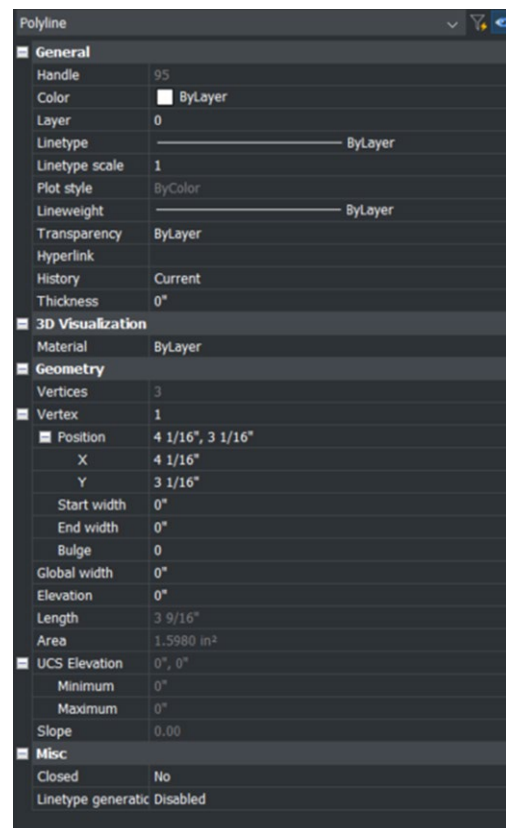 Polyline
General
Handle 95
Color ByLayer
Layer 0
Linetype ByLayer
Linetype scale 1
Plot style ByColor
Lineweight ByLayer
Transparency ByLayer
Hyperlink
History Current
Thickness 0"
3D Visualization
Material ByLayer
Geometry
Vertices 3
Vertex 1
Position 4 1/16", 3 1/16"
X 4 1/16"
Y 3 1/16"
Start width 0"
End width 0"
Bulge 0
Global width 0"
Elevation 0"
Length 3 9/16"
Area 1.5980 in²
UCS Elevation 0", 0"
Minimum 0"
Maximum 0"
Slope 0.00
Misc
Closed No
Linetype generatic Disabled